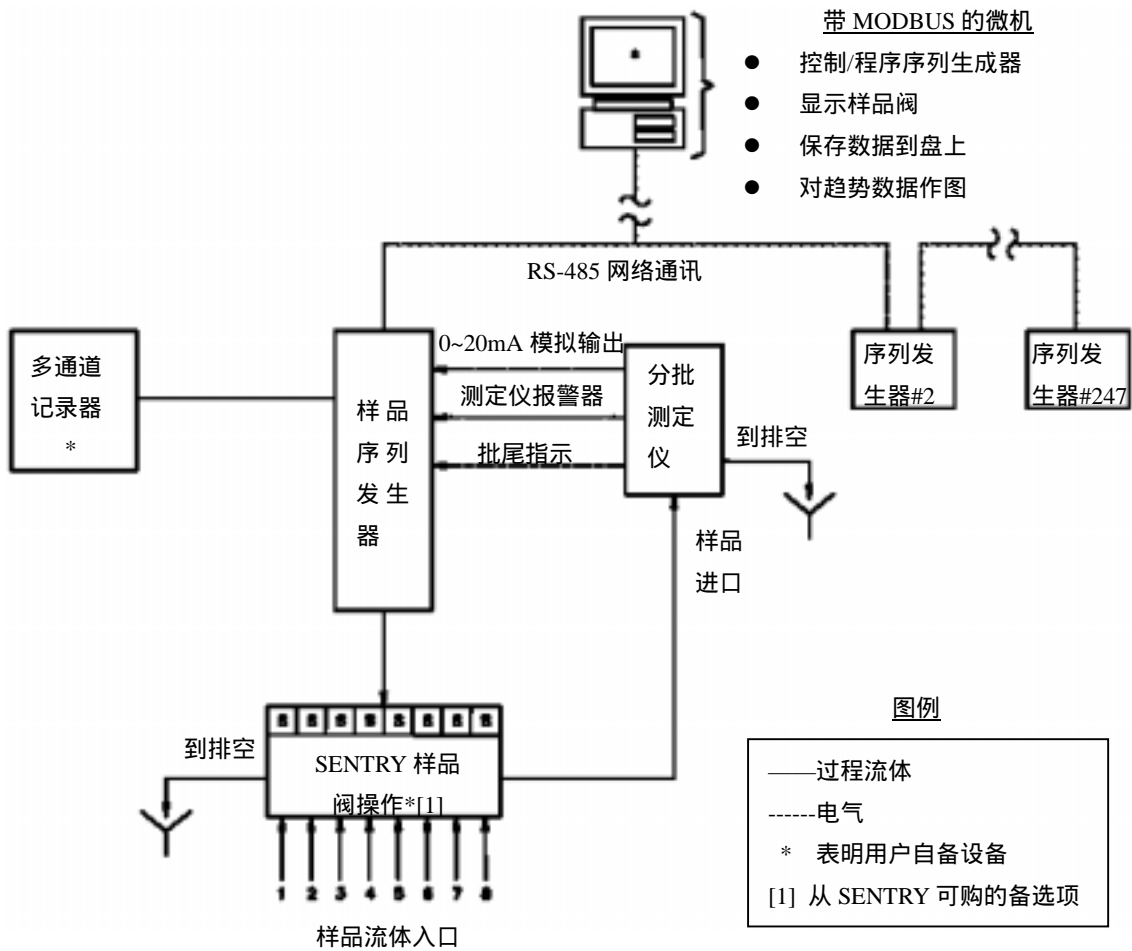 带 MODBUS 的微机
● 控制/程序序列生成器
● 显示样品阀
● 保存数据到盘上
● 对趋势数据作图
RS-485 网络通讯
多通道
记录器
*
样 品
序 列
发 生
器
0~20mA 模拟输出
测定仪报警器
批尾指示
分批
测定
仪
到排空
序列发
生器#2
序列发
生器#247
样品
进口
到排空
S S S S S S S S
SENTRY 样品
阀操作*[1]
1 2 3 4 5 6 7 8
样品流体入口
图例
——过程流体
------电气
* 表明用户自备设备
[1] 从 SENTRY 可购的备选项